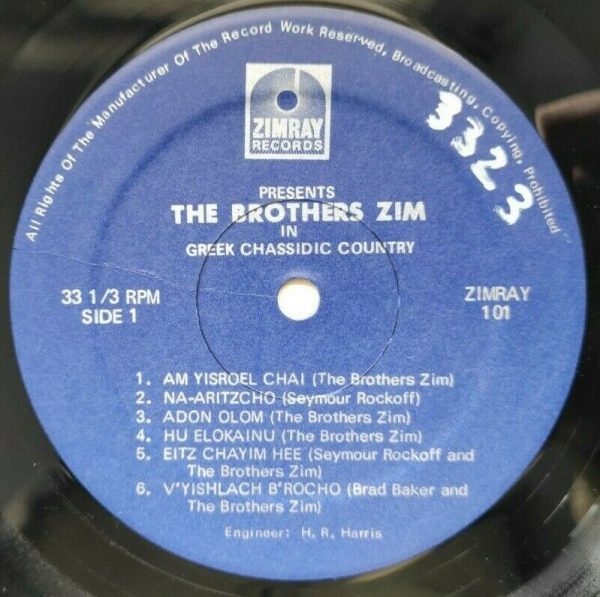 All Rights Of The Manufacturer Of The Record Work Reserved, Broadcasting, Copying, Prohibited
3323
ZIMRAY
RECORDS
PRESENTS
THE BROTHERS ZIM
IN
GREEK CHASSIDIC COUNTRY
33 1/3 RPM
SIDE 1
ZIMRAY
101
1. AM YISROEL CHAI (The Brothers Zim)
2. NA-ARITZCHO (Seymour Rockoff)
3. ADON OLOM (The Brothers Zim)
4. HU ELOKAINU (The Brothers Zim)
5. EITZ CHAYIM HEE (Seymour Rockoff and
The Brothers Zim)
6. V'YISHLACH B'ROCHO (Brad Baker and
The Brothers Zim)
Engineer: H. R. Harris